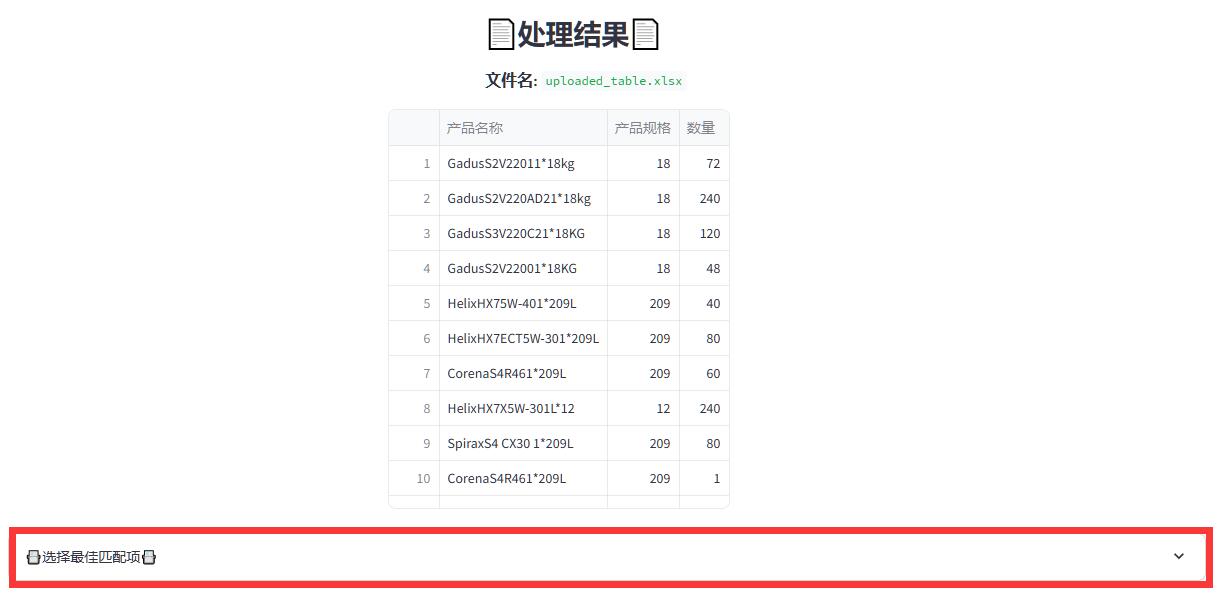 处理结果
文件名: uploaded_table.xlsx
产品名称 产品规格 数量
1 GadusS2V22011*18kg 18 72
2 GadusS2V220AD21*18kg 18 240
3 GadusS3V220C21*18KG 18 120
4 GadusS2V22001*18KG 18 48
5 HelixHX75W-401*209L 209 40
6 HelixHX7ECT5W-301*209L 209 80
7 CorenaS4R461*209L 209 60
8 HelixHX7X5W-301L*12 12 240
9 SpiraxS4 CX30 1*209L 209 80
10 CorenaS4R461*209L 209 1
选择最佳匹配项